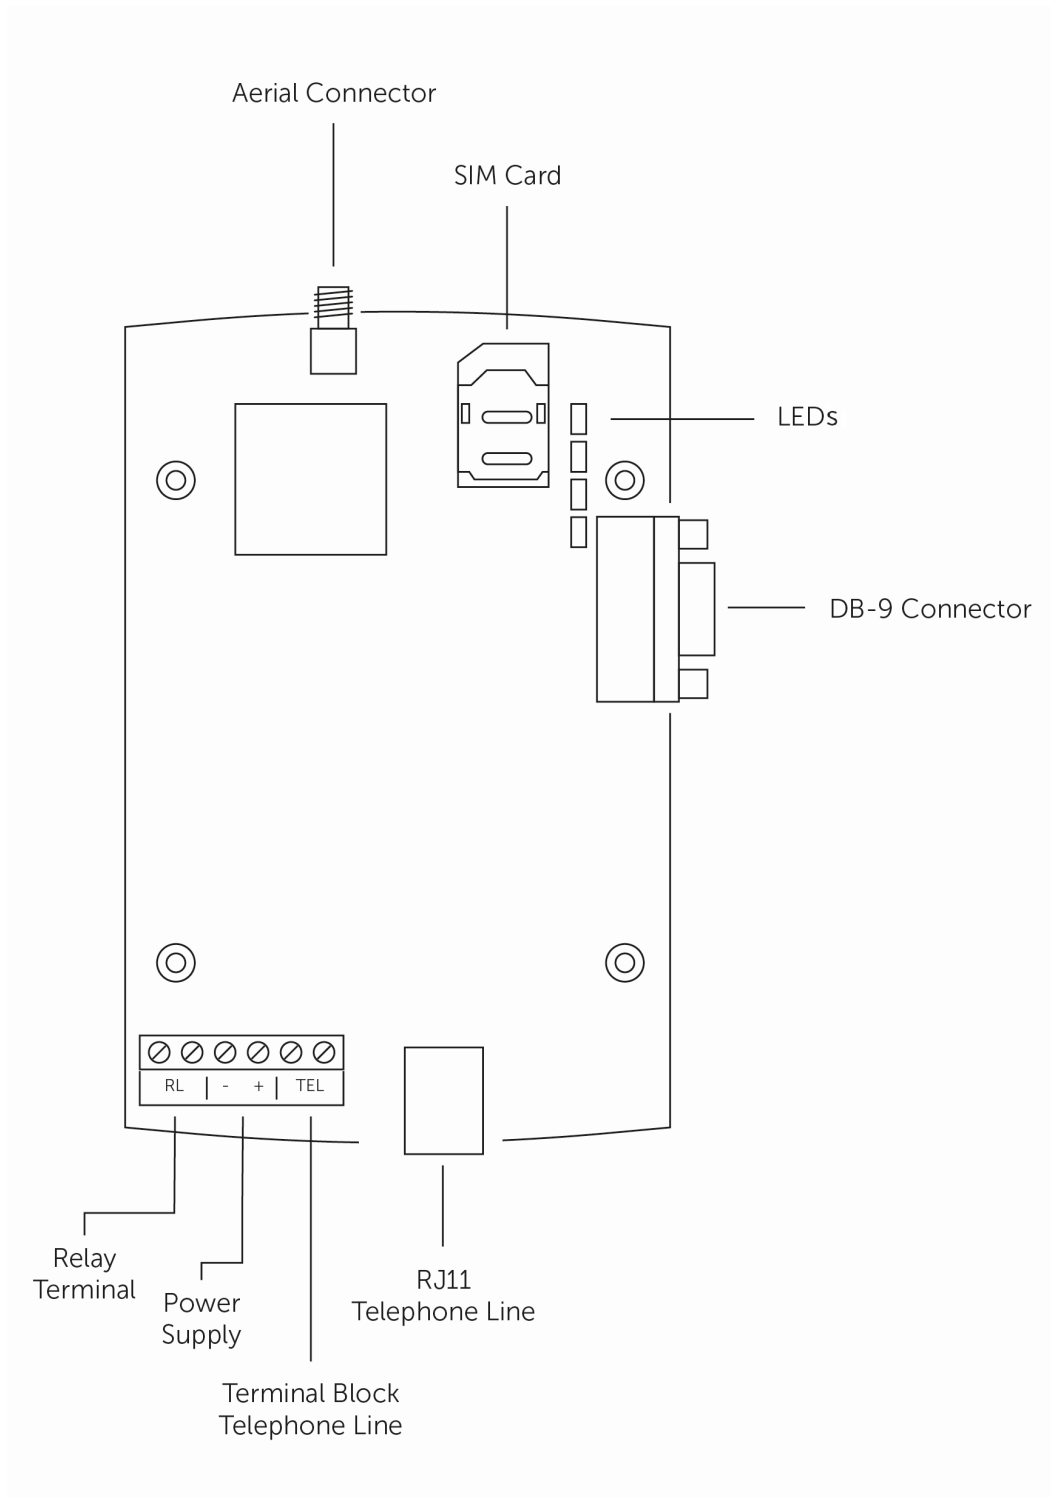 Aerial Connector
SIM Card
LEDs
DB-9 Connector
RL | - + | TEL
Relay
Terminal
Power
Supply
RJ11
Telephone Line
Terminal Block
Telephone Line